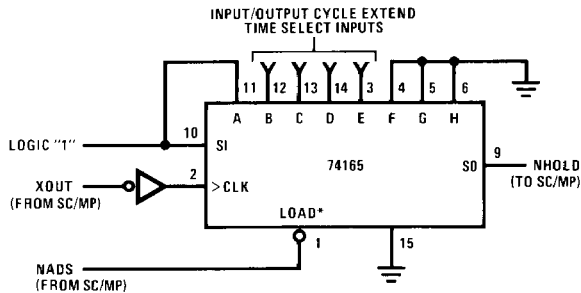 INPUT/OUTPUT CYCLE EXTEND
TIME SELECT INPUTS
11 12 13 14 3 4 5 6
A B C D E F G H
LOGIC "1" 10 SI
74165
SO 9 NHOLD
(TO SC/MP)
XOUT 2 >CLK
(FROM SC/MP)
LOAD*
1 15
NADS
(FROM SC/MP)